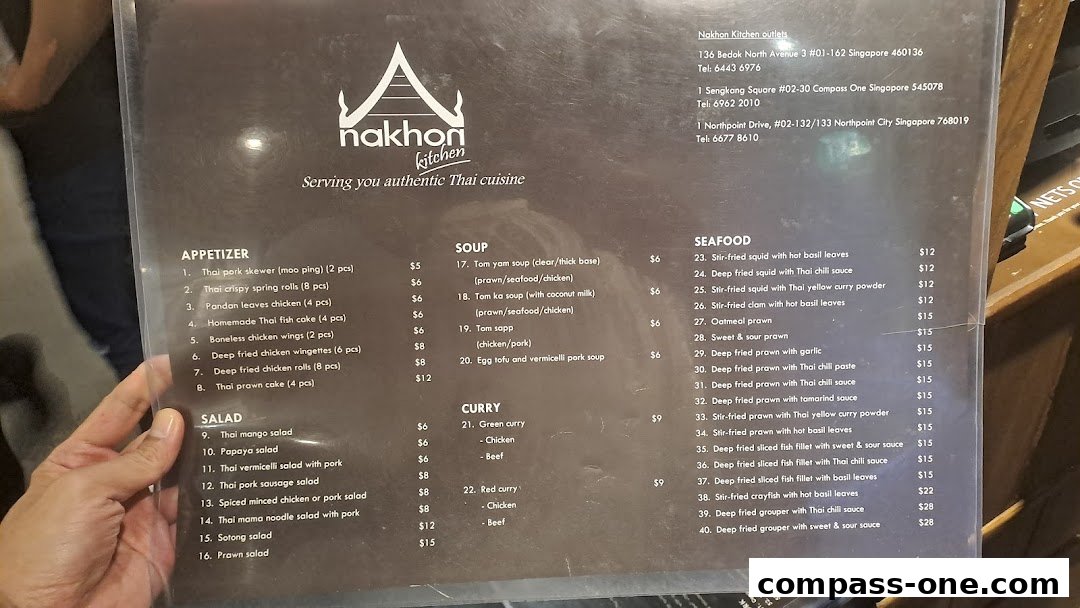 nakhon
kitchen
Serving you authentic Thai cuisine
Nakhon Kitchen outlets
136 Bedok North Avenue 3 #01-162 Singapore 460136
Tel: 6443 6976
1 Sengkang Square #02-30 Compass One Singapore 545078
Tel: 6962 2010
1 Northpoint Drive, #02-132/133 Northpoint City Singapore 768019
Tel: 6677 8610
APPETIZER
1. Thai pork skewer (moo ping) (2 pcs) $5
2. Thai crispy spring rolls (8 pcs) $6
3. Pandan leaves chicken (4 pcs) $6
4. Homemade Thai fish cake (4 pcs) $6
5. Boneless chicken wings (2 pcs) $6
6. Deep fried chicken wingettes (6 pcs) $8
7. Deep fried chicken rolls (8 pcs) $8
8. Thai prawn cake (4 pcs) $12
SALAD
9. Thai mango salad $6
10. Papaya salad $6
11. Thai vermicelli salad with pork $6
12. Thai pork sausage salad $8
13. Spiced minced chicken or pork salad $8
14. Thai mama noodle salad with pork $8
15. Sotong salad $12
16. Prawn salad $15
SOUP
17. Tom yam soup (clear/thick base) $6
(prawn/seafood/chicken)
18. Tom ka soup (with coconut milk) $6
(prawn/seafood/chicken)
19. Tom sapp $6
(chicken/pork)
20. Egg tofu and vermicelli pork soup $6
CURRY
21. Green curry $9
- Chicken
- Beef
22. Red curry $9
- Chicken
- Beef
SEAFOOD
23. Stir-fried squid with hot basil leaves $12
24. Deep fried squid with Thai chili sauce $12
25. Stir-fried squid with Thai yellow curry powder $12
26. Stir-fried clam with hot basil leaves $12
27. Oatmeal prawn $15
28. Sweet & sour prawn $15
29. Deep fried prawn with garlic $15
30. Deep fried prawn with Thai chili paste $15
31. Deep fried prawn with Thai chili sauce $15
32. Deep fried prawn with tamarind sauce $15
33. Stir-fried prawn with Thai yellow curry powder $15
34. Stir-fried prawn with hot basil leaves $15
35. Deep fried sliced fish fillet with sweet & sour sauce $15
36. Deep fried sliced fish fillet with Thai chili sauce $15
37. Deep fried sliced fish fillet with basil leaves $15
38. Stir-fried crayfish with hot basil leaves $22
39. Deep fried grouper with Thai chili sauce $28
40. Deep fried grouper with sweet & sour sauce $28
NETS
compass-one.com